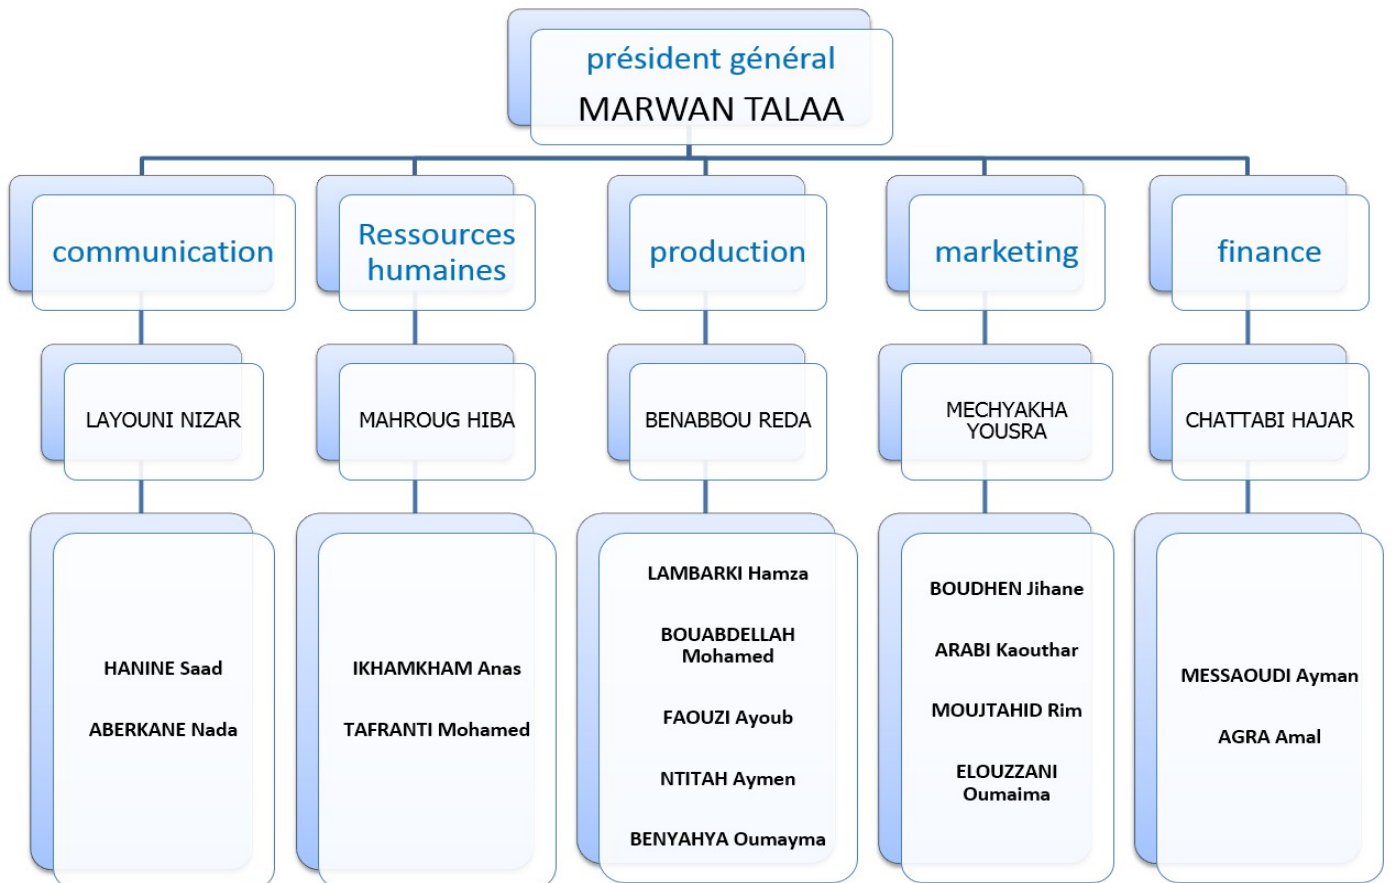 président général
MARWAN TALAA
communication
Ressources
humaines
production
marketing
finance
LAYOUNI NIZAR
MAHROUG HIBA
BENABBOU REDA
MECHYAKHA
YOUSRA
CHATTABI HAJAR
HANINE Saad
ABERKANE Nada
IKHAMKHAM Anas
TAFRANTI Mohamed
LAMBARKI Hamza
BOUABDELLAH
Mohamed
FAOUZI Ayoub
NTITAH Aymen
BENYAHYA Oumayma
BOUDHEN Jihane
ARABI Kaouthar
MOUJTAHID Rim
ELOUZZANI
Oumaima
MESSAOUDI Ayman
AGRA Amal